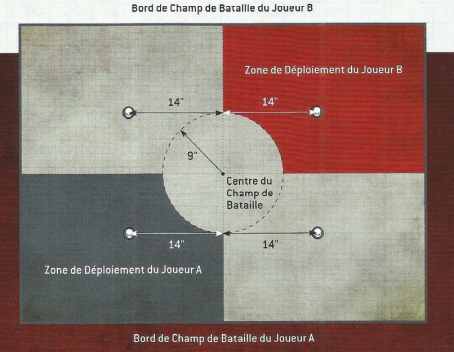 Bord de Champ de Bataille du Joueur B
Zone de Déploiement du Joueur B
14" 14"
9"
Centre du
Champ de
Bataille
14" 14"
Zone de Déploiement du Joueur A
Bord de Champ de Bataille du Joueur A